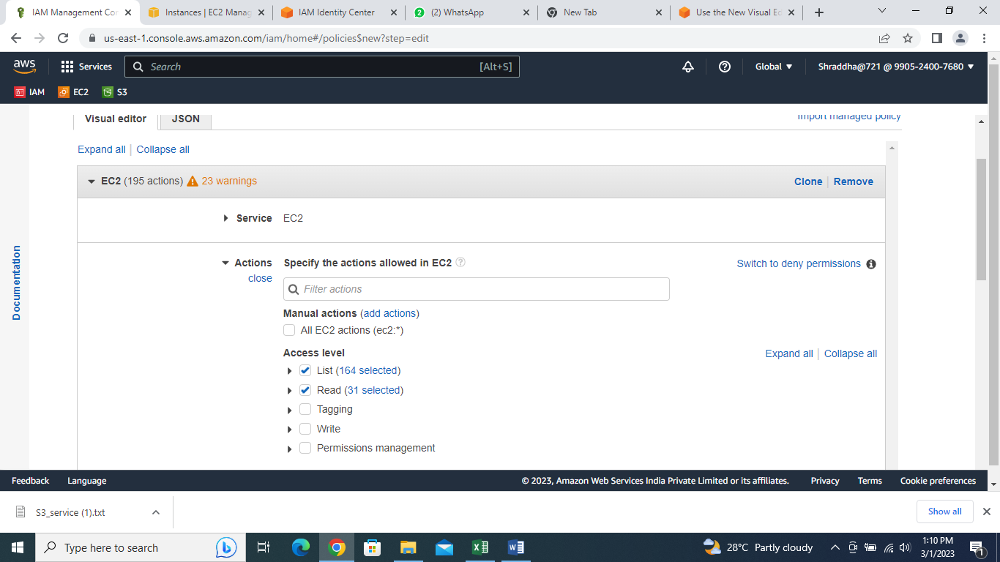 IAM Management Con
Instances | EC2 Manag
IAM Identity Center
2
(2) WhatsApp
New Tab
Use the New Visual Ed
us-east-1.console.aws.amazon.com/iam/home#/policies$new?step=edit
aws
Services
Search
[Alt+S]
Global
Shraddha@721 @ 9905-2400-7680
IAM
EC2
S3
Visual editor
JSON
Import managed policy
Expand all | Collapse all
EC2 (195 actions)
23 warnings
Clone | Remove
Service EC2
Documentation
Actions
close
Specify the actions allowed in EC2
Switch to deny permissions
Filter actions
Manual actions (add actions)
All EC2 actions (ec2:*)
Access level
Expand all | Collapse all
List (164 selected)
Read (31 selected)
Tagging
Write
Permissions management
Feedback
Language
© 2023, Amazon Web Services India Private Limited or its affiliates.
Privacy
Terms
Cookie preferences
S3_service (1).txt
Show all
Type here to search
28°C Partly cloudy
1:10 PM
3/1/2023
1